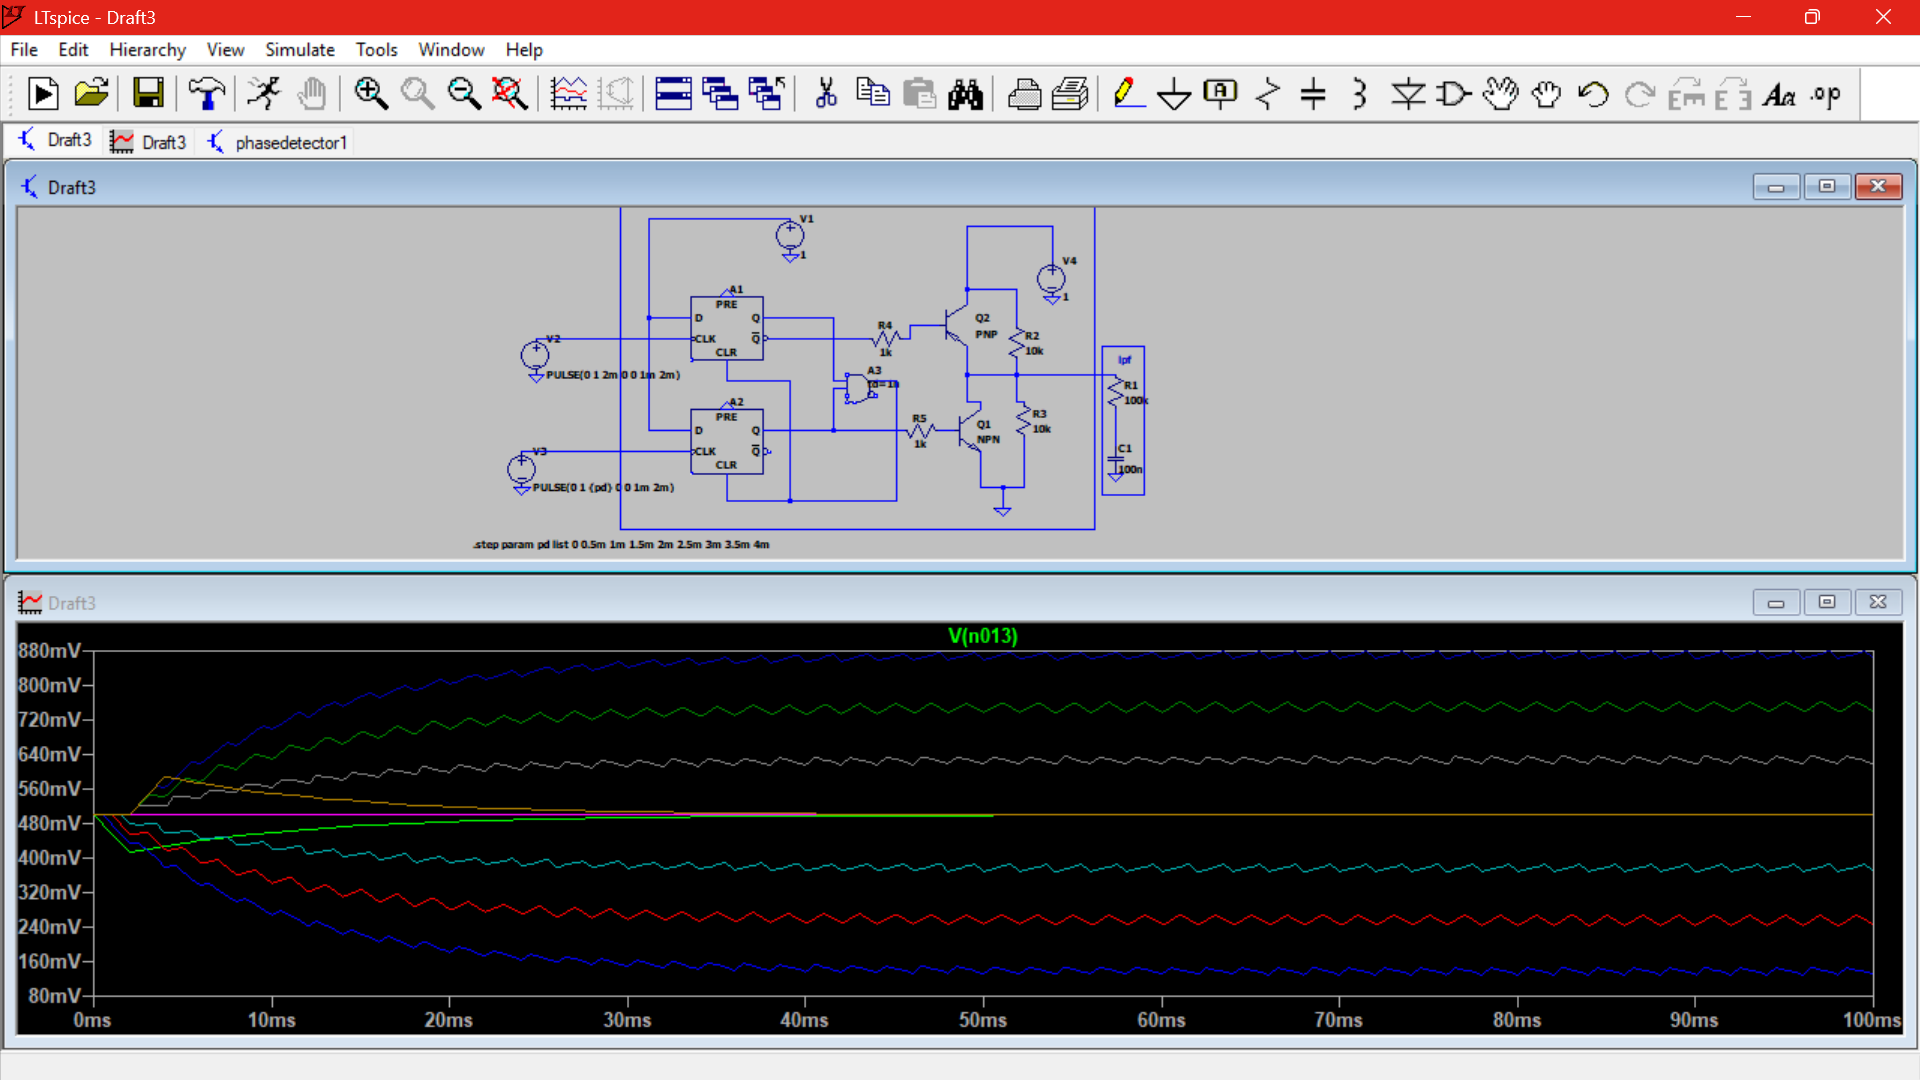 LTspice - Draft3
File Edit Hierarchy View Simulate Tools Window Help
A Aa .op
Draft3 Draft3 phasedetector1
Draft3
V1
1
V4
1
A1
PRE
D Q
CLK Q
CLR
V2
PULSE(0 1 2m 0 0 1m 2m)
R4
1k
Q2
PNP
R2
10k
A3
td=1n
lpf
R1
100k
A2
PRE
D Q
CLK Q
CLR
V3
PULSE(0 1 {pd} 0 0 1m 2m)
R5
1k
Q1
NPN
R3
10k
C1
100n
.step param pd list 0 0.5m 1m 1.5m 2m 2.5m 3m 3.5m 4m
Draft3
V(n013)
880mV
800mV
720mV
640mV
560mV
480mV
400mV
320mV
240mV
160mV
80mV
0ms 10ms 20ms 30ms 40ms 50ms 60ms 70ms 80ms 90ms 100ms